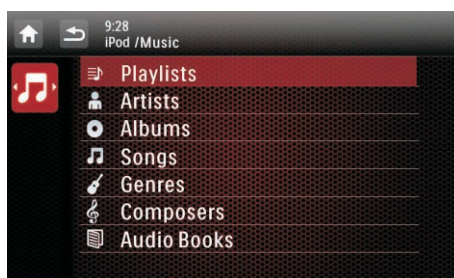 9:28
iPod /Music
Playlists
Artists
Albums
Songs
Genres
Composers
Audio Books